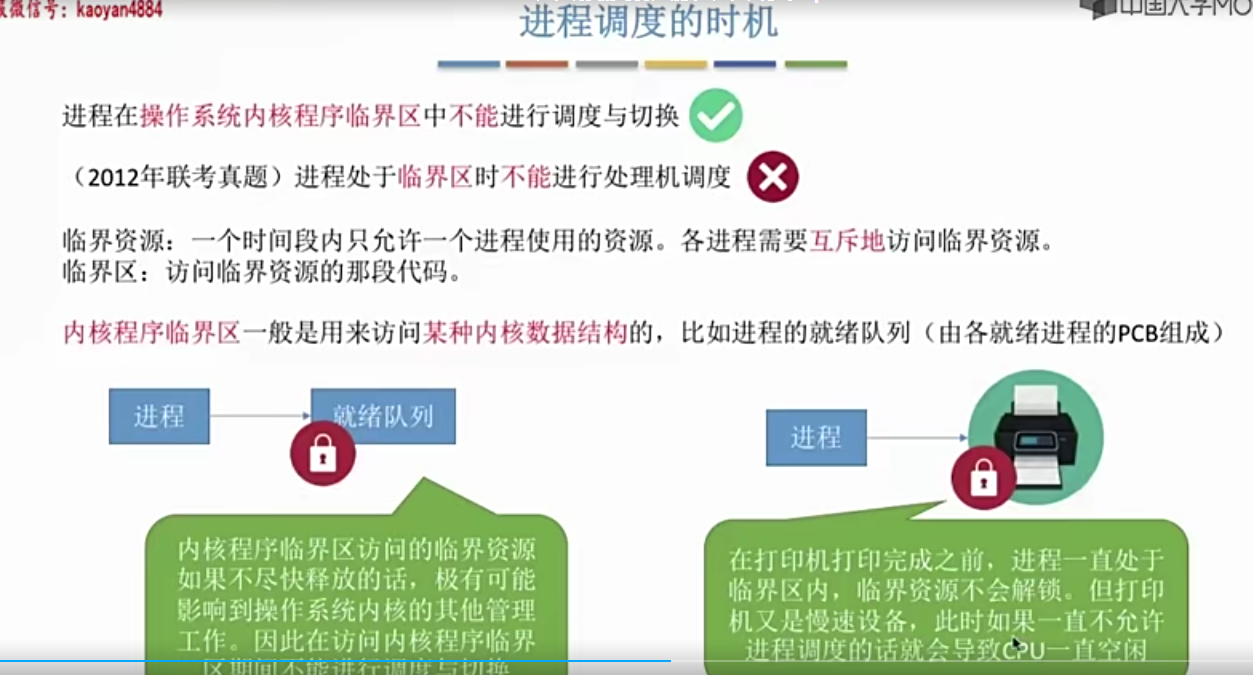 微信号：kaoyan4884
中国大学MO
进程调度的时机
进程在操作系统内核程序临界区中不能进行调度与切换
（2012年联考真题）进程处于临界区时不能进行处理机调度
临界资源：一个时间段内只允许一个进程使用的资源。各进程需要互斥地访问临界资源。
临界区：访问临界资源的那段代码。
内核程序临界区一般是用来访问某种内核数据结构的，比如进程的就绪队列（由各就绪进程的PCB组成）
进程
就绪队列
进程
内核程序临界区访问的临界资源
如果不尽快释放的话，极有可能
影响到操作系统内核的其他管理
工作。因此在访问内核程序临界
区期间不能进行调度与切换
在打印机打印完成之前，进程一直处于
临界区内，临界资源不会解锁。但打印
机又是慢速设备，此时如果一直不允许
进程调度的话就会导致CPU一直空闲